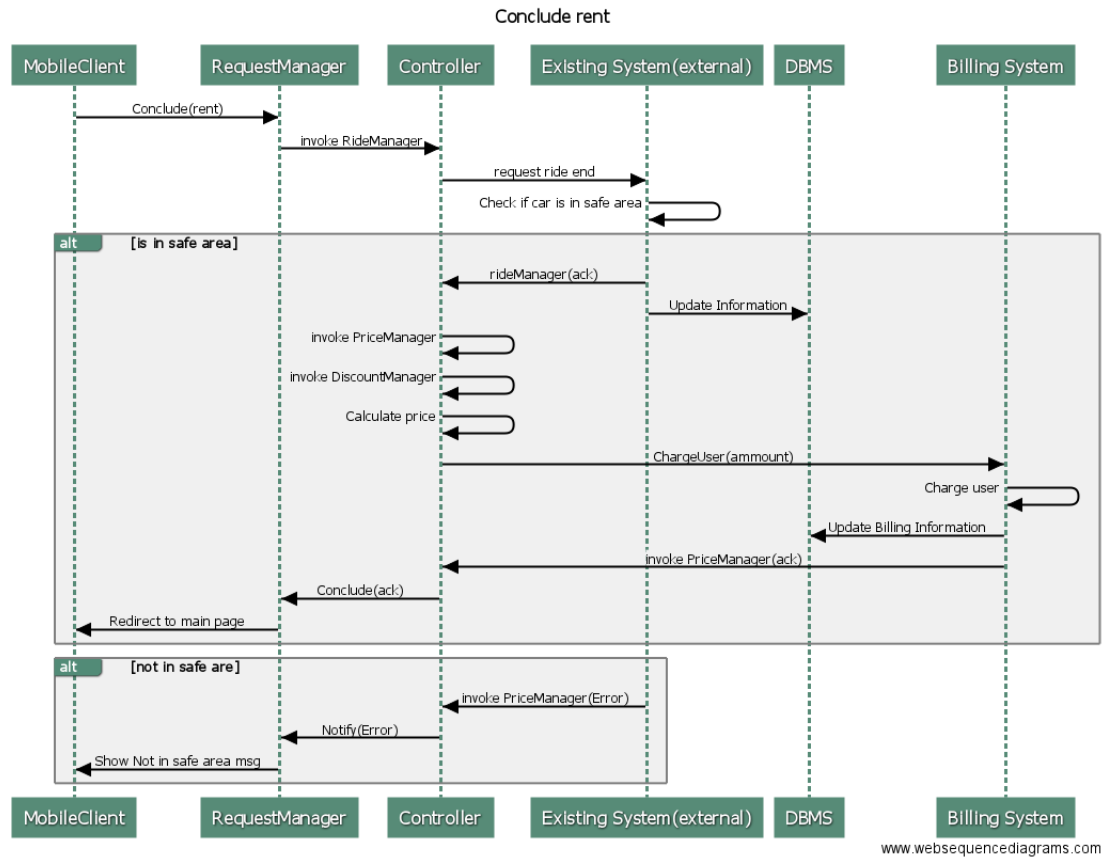 Conclude rent
MobileClient
RequestManager
Controller
Existing System(external)
DBMS
Billing System
Conclude(rent)
invoke RideManager
request ride end
Check if car is in safe area
alt
[is in safe area]
rideManager(ack)
Update Information
invoke PriceManager
invoke DiscountManager
Calculate price
ChargeUser(ammount)
Charge user
Update Billing Information
invoke PriceManager(ack)
Conclude(ack)
Redirect to main page
alt
[not in safe are]
invoke PriceManager(Error)
Notify(Error)
Show Not in safe area msg
MobileClient
RequestManager
Controller
Existing System(external)
DBMS
Billing System
www.websequencediagrams.com